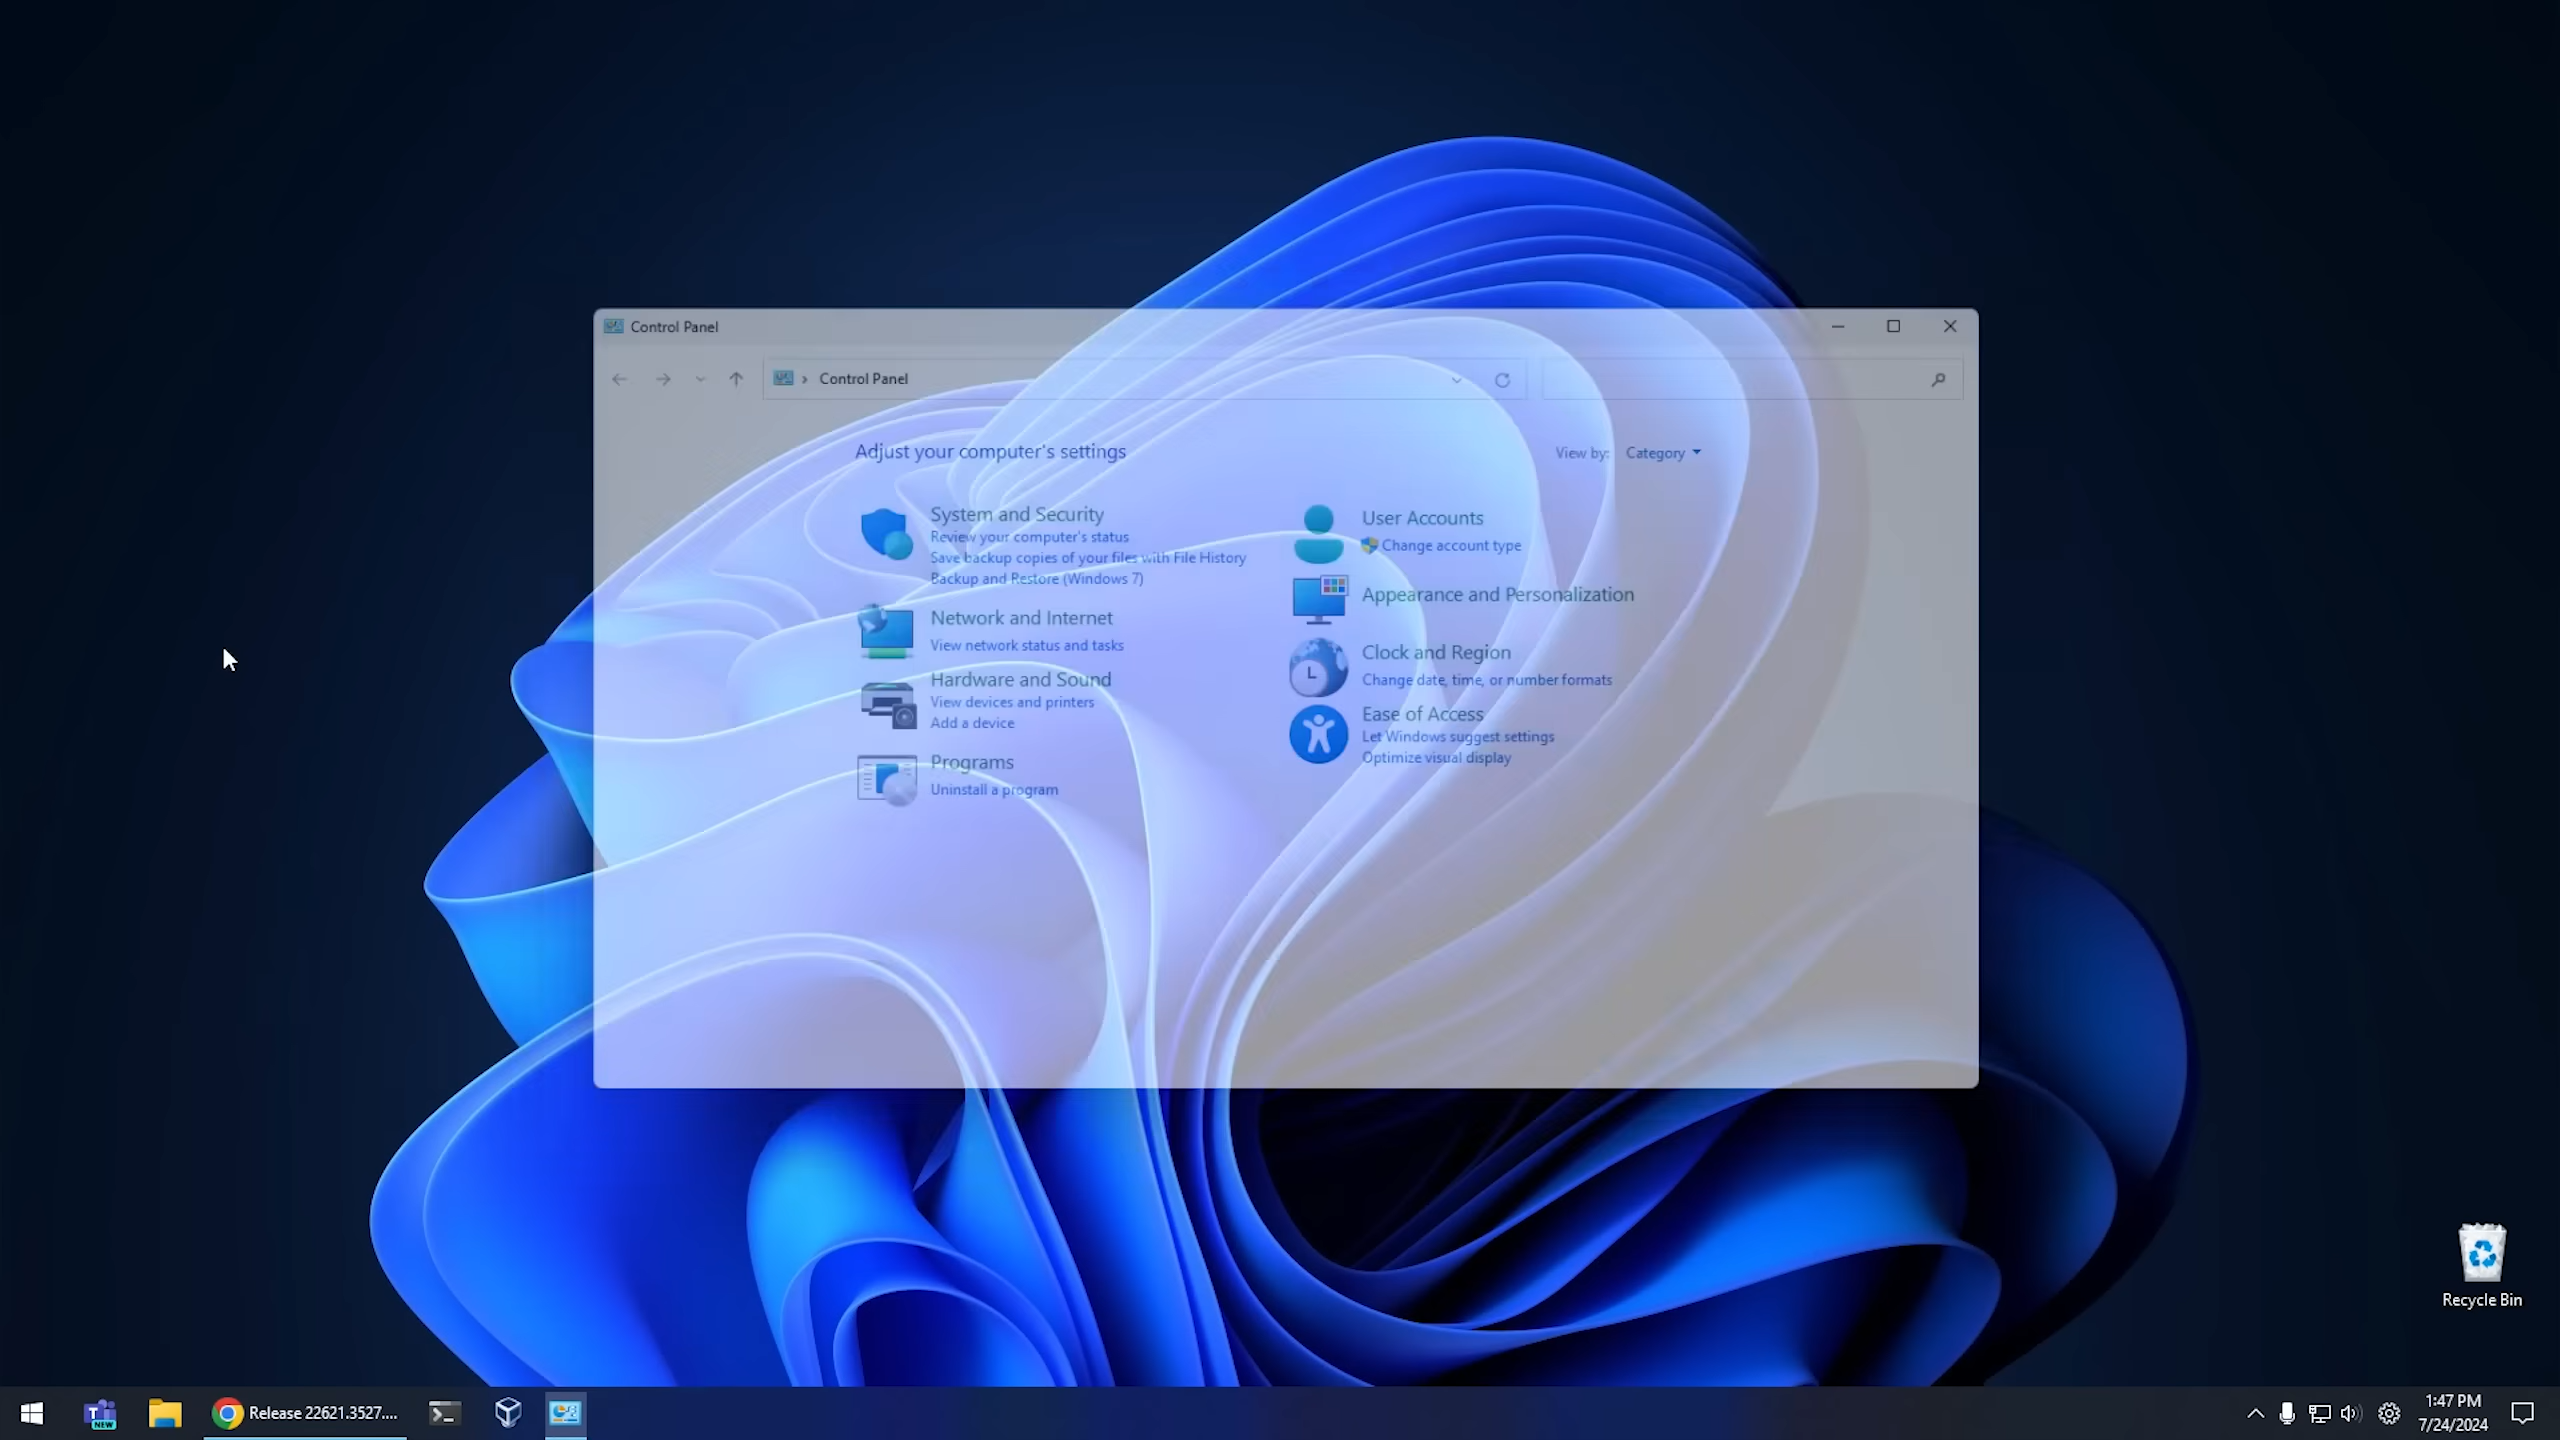 Control Panel
Control Panel
Adjust your computer's settings
View by: Category
System and Security
Review your computer's status
Save backup copies of your files with File History
Backup and Restore (Windows 7)
Network and Internet
View network status and tasks
Hardware and Sound
View devices and printers
Add a device
Programs
Uninstall a program
User Accounts
Change account type
Appearance and Personalization
Clock and Region
Change date, time, or number formats
Ease of Access
Let Windows suggest settings
Optimize visual display
Recycle Bin
T
NEW
Release 22621.3527....
1:47 PM
7/24/2024